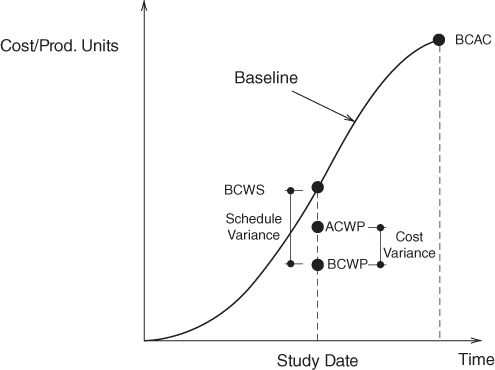 BCAC
Cost/Prod. Units
Baseline
BCWS
Schedule
Variance
ACWP
Cost
Variance
BCWP
Time
Study Date